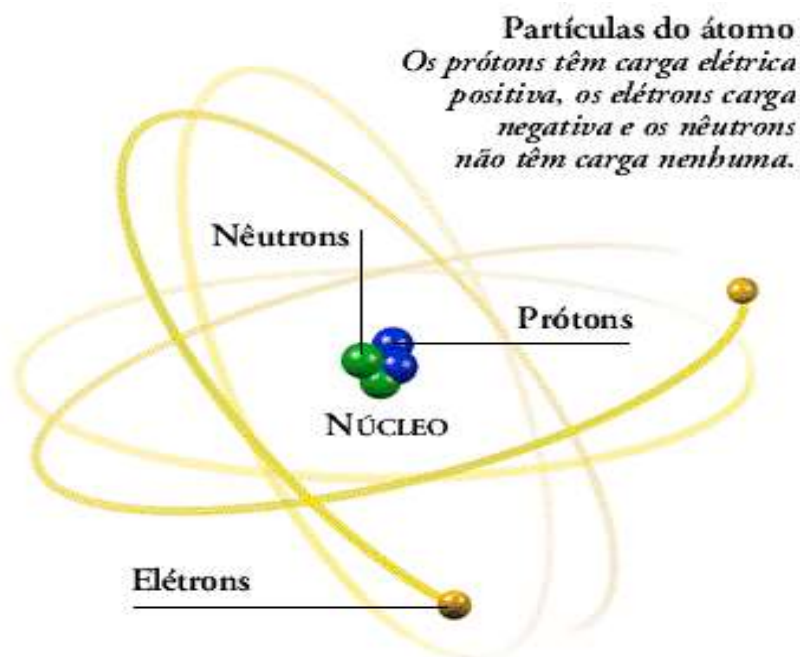 Partículas do átomo
Os prótons têm carga elétrica
positiva, os elétrons carga
negativa e os nêutrons
não têm carga nenhuma.
Nêutrons
Prótons
NÚCLEO
Elétrons